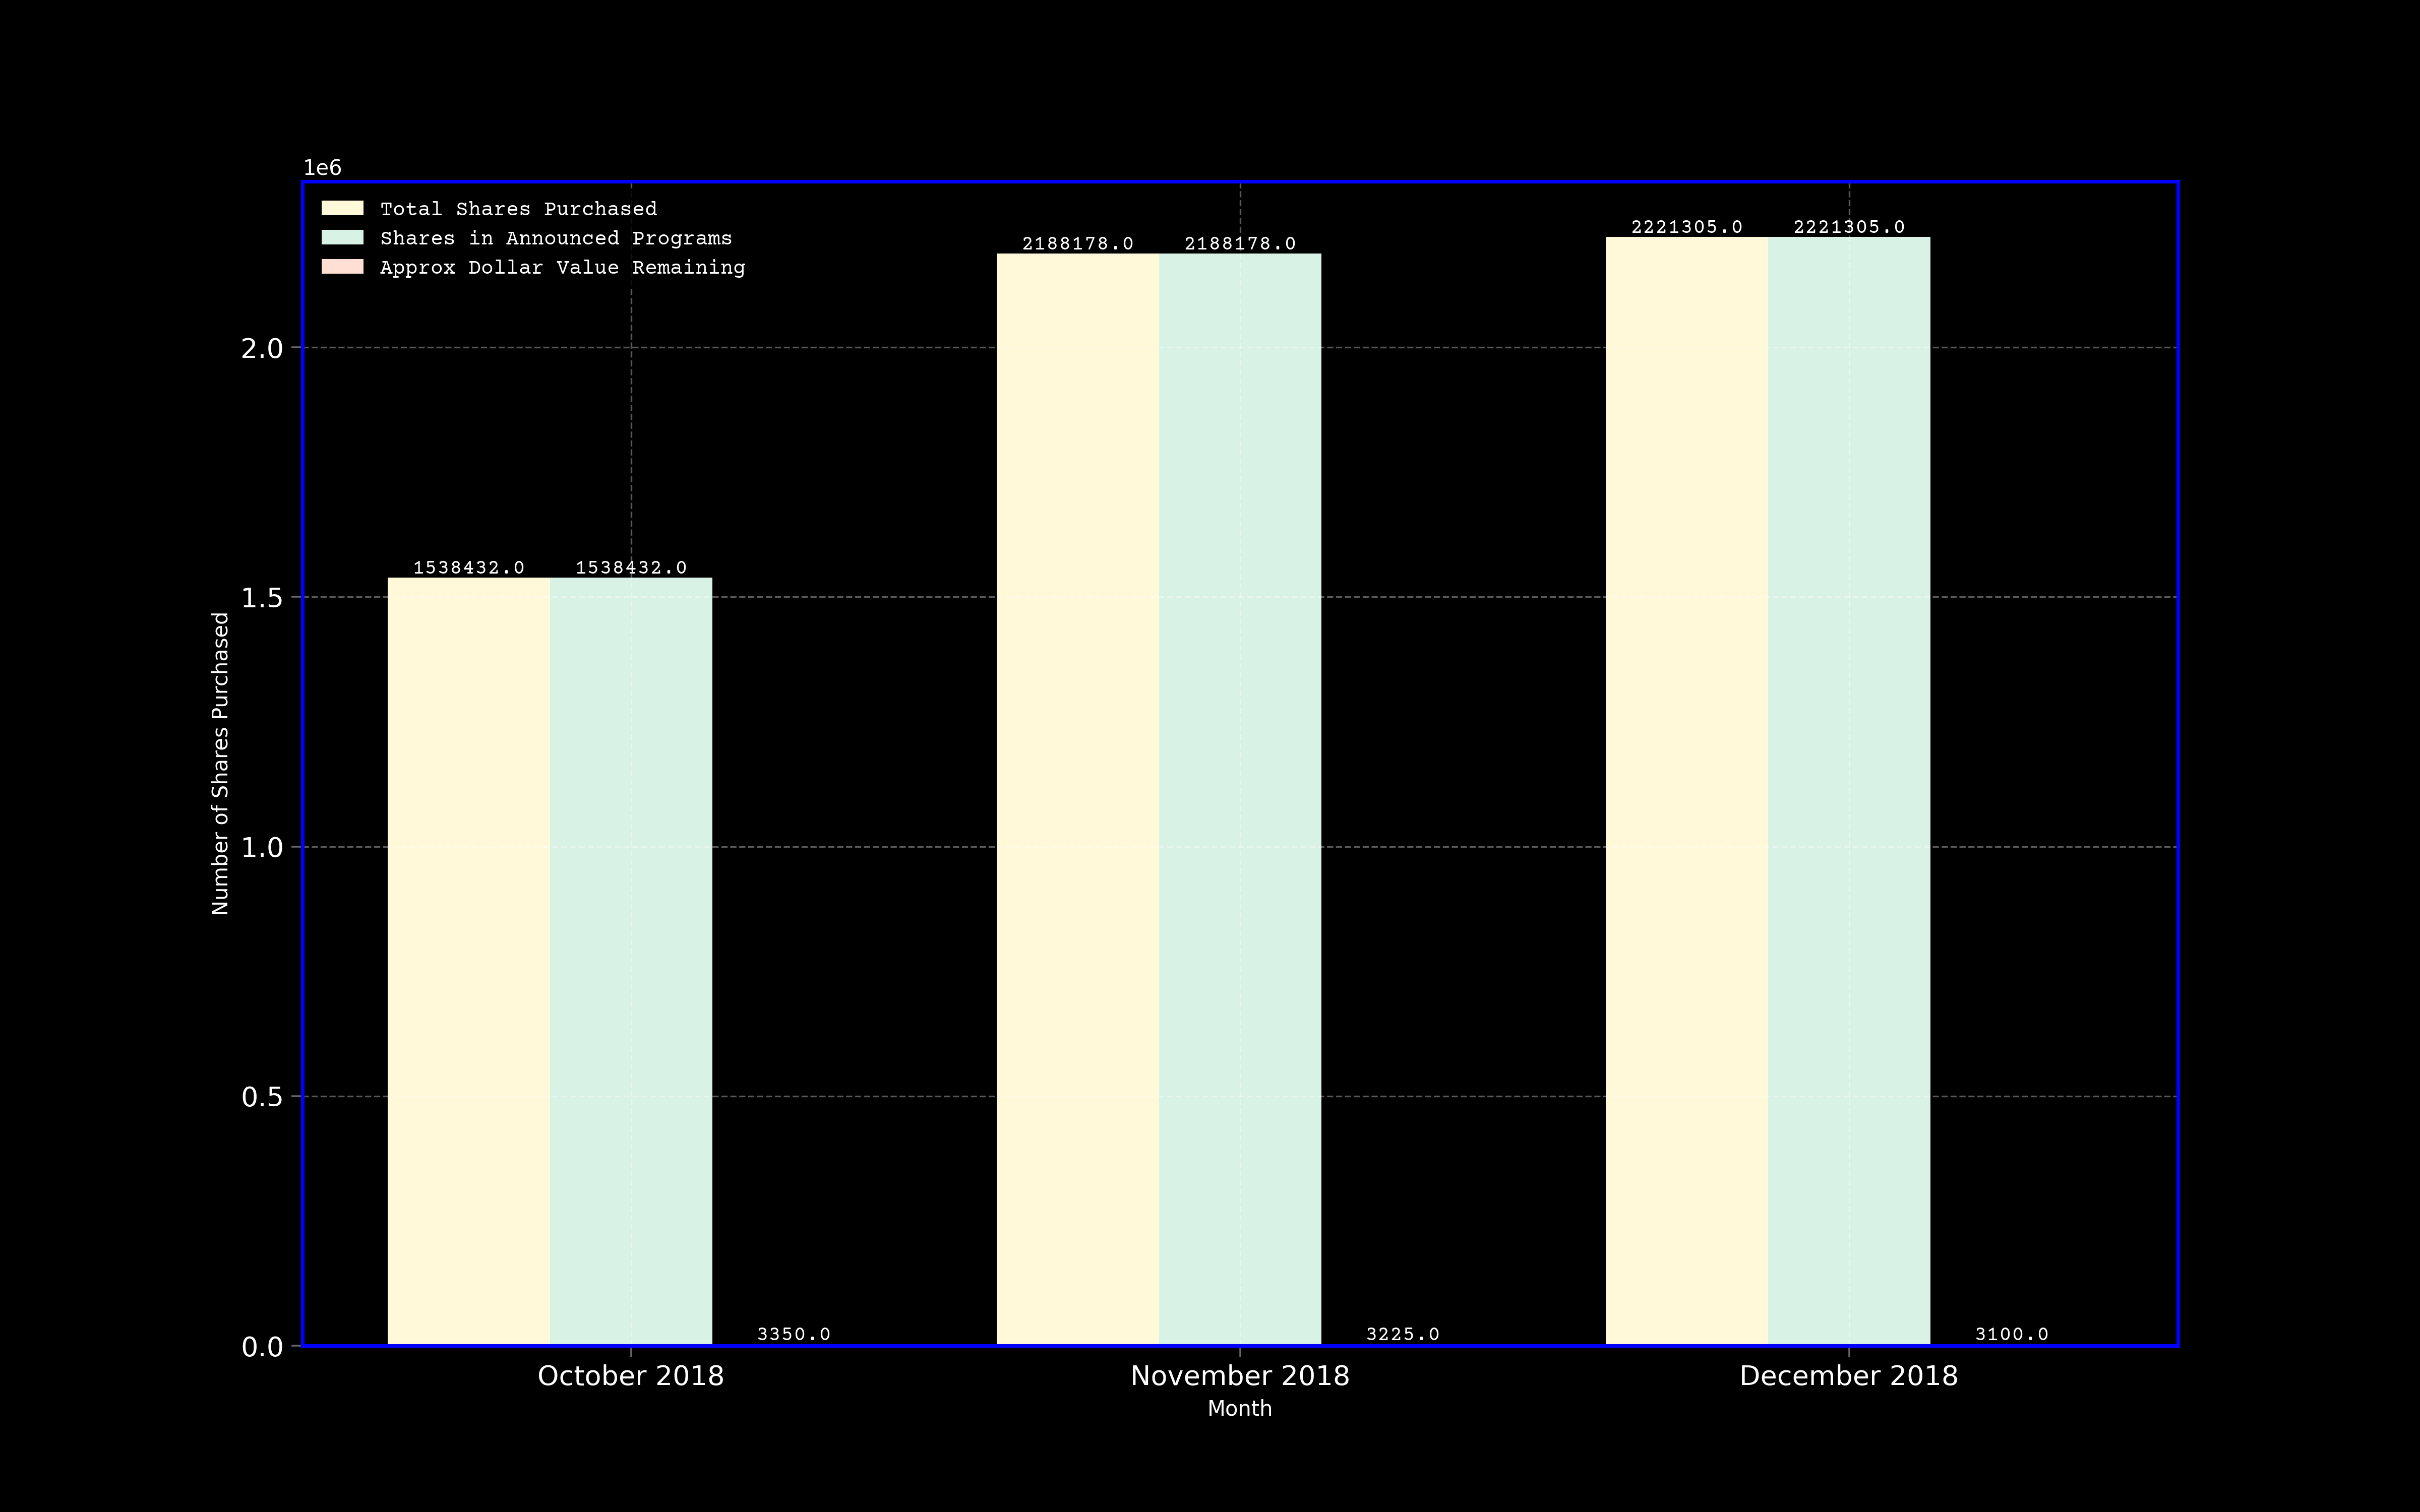 1e6
Total Shares Purchased
Shares in Announced Programs
Approx Dollar Value Remaining
2221305.0 2221305.0
2188178.0 2188178.0
2.0
1538432.0 1538432.0
1.5
1.0
0.5
0.0
3350.0 3225.0 3100.0
Number of Shares Purchased
October 2018 November 2018 December 2018
Month